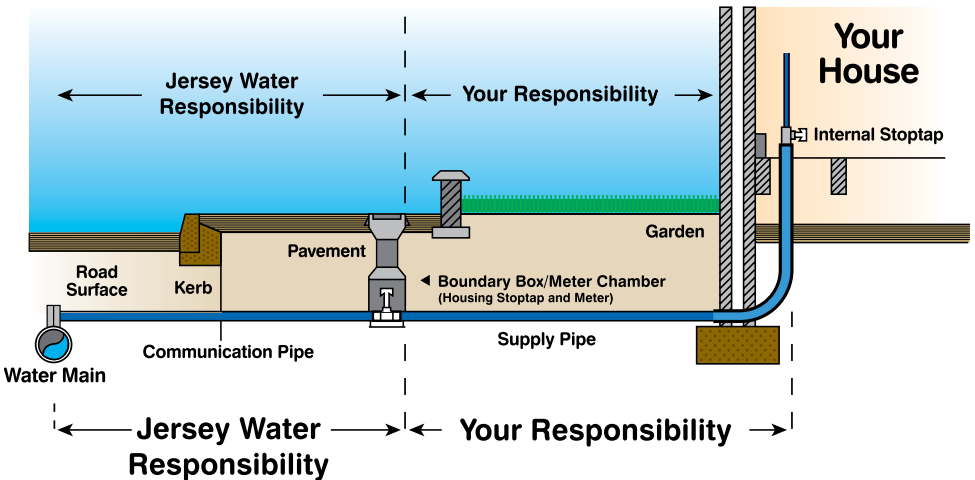 Your
House
Jersey Water
Responsibility
Your Responsibility
Internal Stoptap
Garden
Pavement
Boundary Box/Meter Chamber
(Housing Stoptap and Meter)
Road
Surface
Kerb
Supply Pipe
Communication Pipe
Water Main
Jersey Water
Responsibility
Your Responsibility